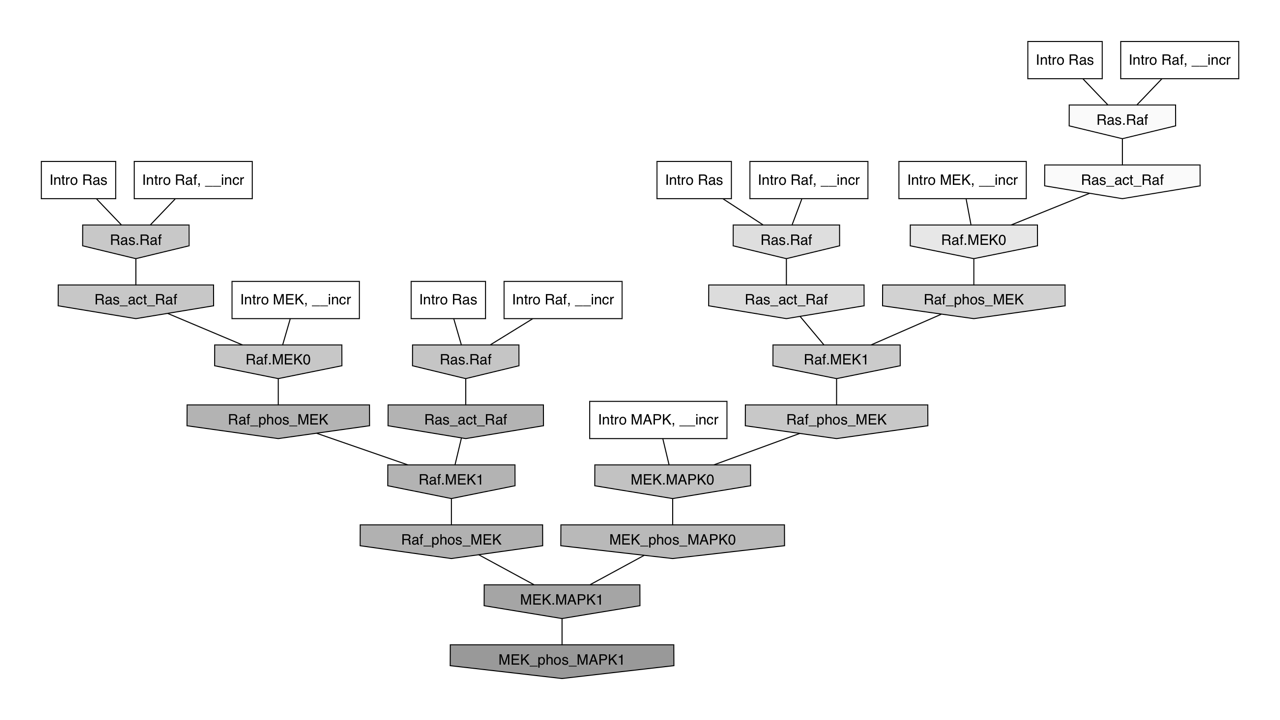 Intro Ras
Intro Raf, __incr
Ras.Raf
Intro Ras
Intro Raf, __incr
Intro Ras
Intro Raf, __incr
Intro MEK, __incr
Ras_act_Raf
Ras.Raf
Ras.Raf
Raf.MEK0
Ras_act_Raf
Intro MEK, __incr
Intro Ras
Intro Raf, __incr
Ras_act_Raf
Raf_phos_MEK
Raf.MEK0
Ras.Raf
Raf.MEK1
Raf_phos_MEK
Ras_act_Raf
Intro MAPK, __incr
Raf_phos_MEK
Raf.MEK1
MEK.MAPK0
Raf_phos_MEK
MEK_phos_MAPK0
MEK.MAPK1
MEK_phos_MAPK1